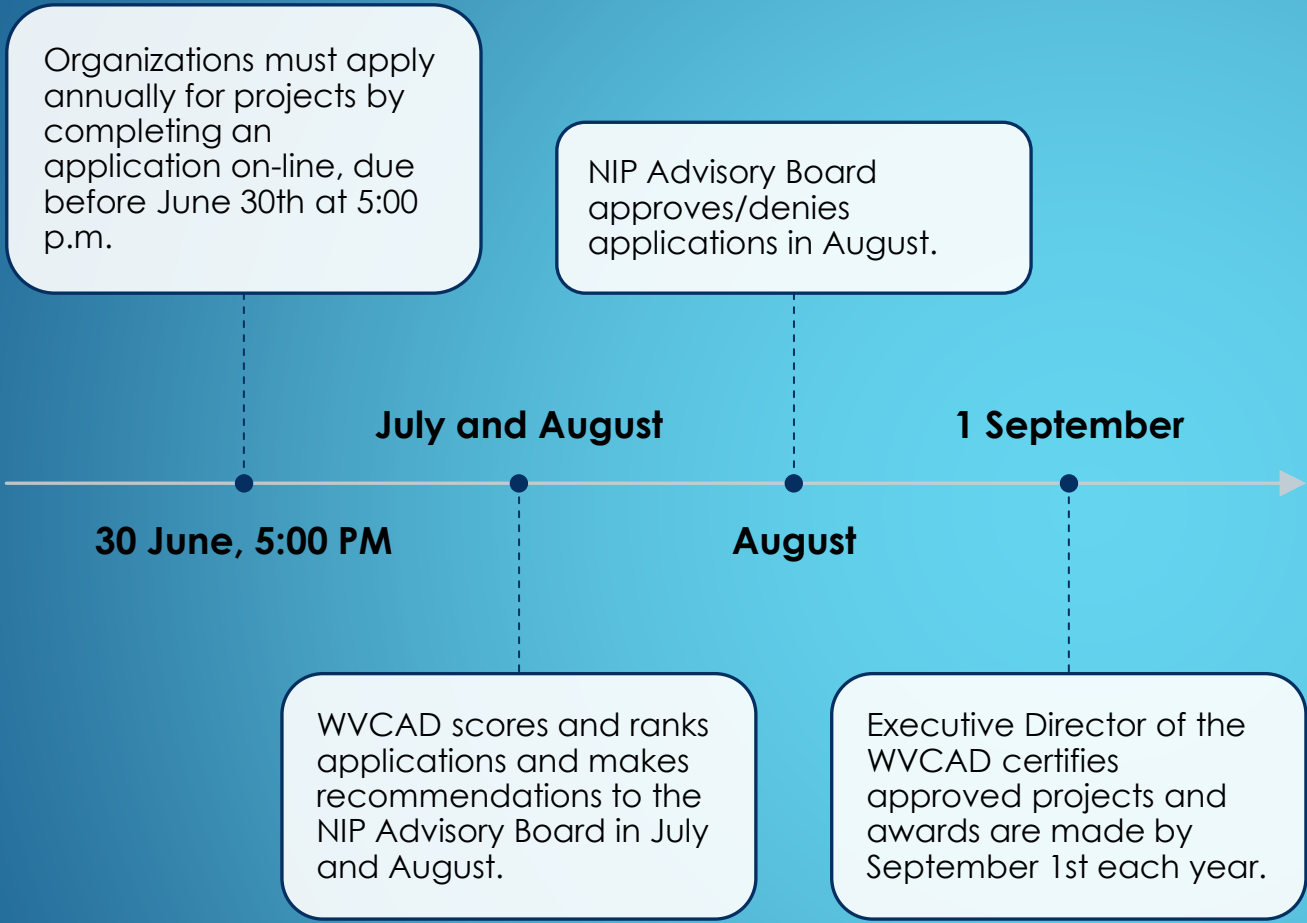 Organizations must apply
annually for projects by
completing an
application on-line, due
before June 30th at 5:00
p.m.
NIP Advisory Board
approves/denies
applications in August.
July and August
1 September
30 June, 5:00 PM
August
WVCAD scores and ranks
applications and makes
recommendations to the
NIP Advisory Board in July
and August.
Executive Director of the
WVCAD certifies
approved projects and
awards are made by
September 1st each year.